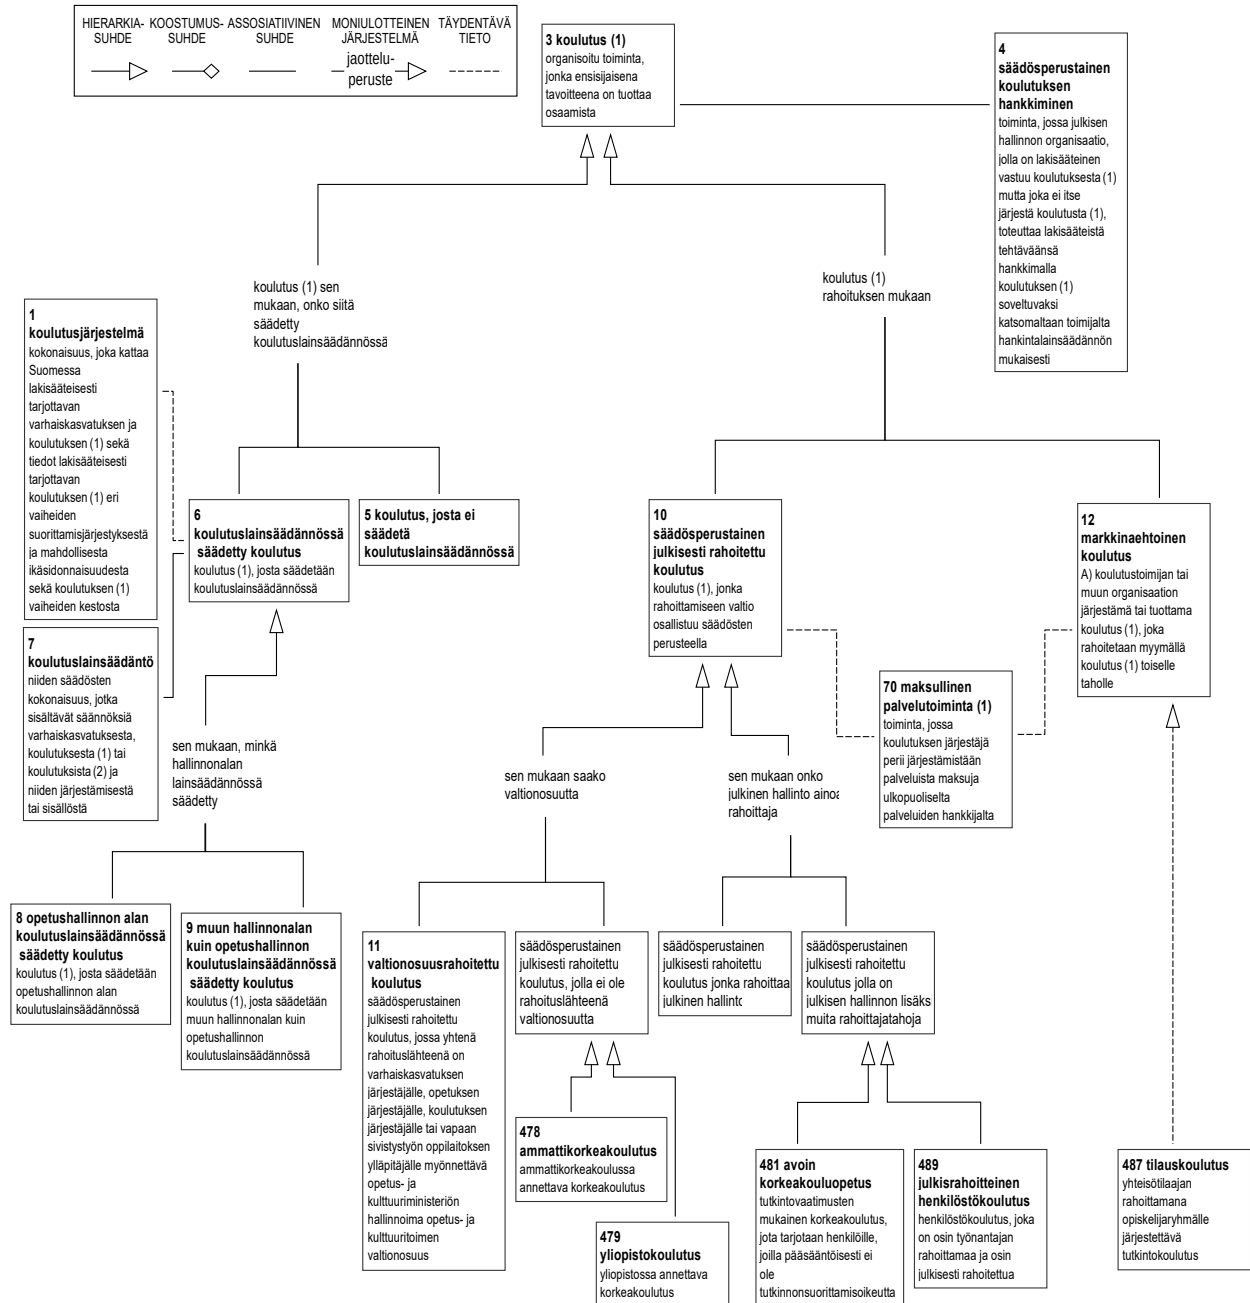 HIERARKIA-
SUHDE
KOOSTUMUS-
SUHDE
ASSOSIATIIVINEN
SUHDE
MONIULOTTEINEN
JÄRJESTELMÄ
jaottelu-
peruste
TÄYDENTÄVÄ
TIETO
3 koulutus (1)
organisoitu toiminta,
jonka ensisijaisena
tavoitteena on tuottaa
osaamista
4
säädösperustainen
koulutuksen
hankkiminen
toiminta, jossa julkisen
hallinnon organisaatio,
jolla on lakisääteinen
vastuu koulutuksesta (1)
mutta joka ei itse
järjestä koulutusta (1),
toteuttaa lakisääteistä
tehtäväänsä
hankkimalla
koulutuksen (1)
soveltuvaksi
katsomaltaan toimijalta
hankintalainsäädännön
mukaisesti
koulutus (1) sen
mukaan, onko siitä
säädetty
koulutuslainsäädännössä
koulutus (1)
rahoituksen mukaan
1
koulutusjärjestelmä
kokonaisuus, joka kattaa
Suomessa
lakisääteisesti
tarjottavan
varhaiskasvatuksen ja
koulutuksen (1) sekä
tiedot lakisääteisesti
tarjottavan
koulutuksen (1) eri
vaiheiden
suorittamisjärjestyksestä
ja mahdollisesta
ikäsidonnaisuudesta
sekä koulutuksen (1)
vaiheiden kestosta
6
koulutuslainsäädännössä
säädetty koulutus
koulutus (1), josta säädetään
koulutuslainsäädännössä
5 koulutus, josta ei
säädetä
koulutuslainsäädännössä
10
säädösperustainen
julkisesti rahoitettu
koulutus
koulutus (1), jonka
rahoittamiseen valtio
osallistuu säädösten
perusteella
12
markkinaehtoinen
koulutus
A) koulutustoimijan tai
muun organisaation
järjestämä tai tuottama
koulutus (1), joka
rahoitetaan myymällä
koulutus (1) toiselle
taholle
7
koulutuslainsäädäntö
niiden säädösten
kokonaisuus, jotka
sisältävät säännöksiä
varhaiskasvatuksesta,
koulutuksesta (1) tai
koulutuksista (2) ja
niiden järjestämisestä
tai sisällöstä
70 maksullinen
palvelutoiminta (1)
toiminta, jossa
koulutuksen järjestäjä
perii järjestämistään
palveluista maksuja
ulkopuoliselta
palveluiden hankkijalta
sen mukaan, minkä
hallinnonalan
lainsäädännössä
säädetty
sen mukaan saako
valtionosuutta
sen mukaan onko
julkinen hallinto ainoa
rahoittaja
8 opetushallinnon alan
koulutuslainsäädännössä
säädetty koulutus
koulutus (1), josta säädetään
opetushallinnon alan
koulutuslainsäädännössä
9 muun hallinnonalan
kuin opetushallinnon
koulutuslainsäädännössä
säädetty koulutus
koulutus (1), josta säädetään
muun hallinnonalan kuin
opetushallinnon
koulutuslainsäädännössä
11
valtionosuusrahoitettu
koulutus
säädösperustainen
julkisesti rahoitettu
koulutus, jossa yhtenä
rahoituslähteenä on
varhaiskasvatuksen
järjestäjälle, opetuksen
järjestäjälle, koulutuksen
järjestäjälle tai vapaan
sivistystyön oppilaitoksen
ylläpitäjälle myönnettävä
opetus- ja
kulttuuriministeriön
hallinnoima opetus- ja
kulttuuritoimen
valtionosuus
säädösperustainen
julkisesti rahoitettu
koulutus, jolla ei ole
rahoituslähteenä
valtionosuutta
säädösperustainen
julkisesti rahoitettu
koulutus jonka rahoittaa
julkinen hallinto
säädösperustainen
julkisesti rahoitettu
koulutus jolla on
julkisen hallinnon lisäks
muita rahoittajatahoja
478
ammattikorkeakoulutus
ammattikorkeakoulussa
annettava korkeakoulutus
479
yliopistokoulutus
yliopistossa annettava
korkeakoulutus
481 avoin
korkeakouluopetus
tutkintovaatimusten
mukainen korkeakoulutus,
jota tarjotaan henkilöille,
joilla pääsääntöisesti ei
ole
tutkinnonsuorittamisoikeutta
489
julkisrahoitteinen
henkilöstökoulutus
henkilöstökoulutus, joka
on osin työnantajan
rahoittamaa ja osin
julkisesti rahoitettua
487 tilauskoulutus
yhteisötilaajan
rahoittamana
opiskelijaryhmälle
järjestettävä
tutkintokoulutus